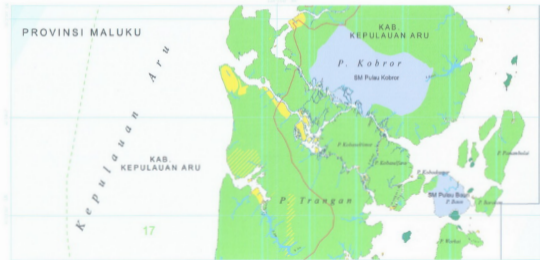 PROVINSI MALUKU
KAB.
KEPULAUAN ARU
P. Kobror
SM Pulau Kobror
Kepulauan Aru
KAB.
KEPULAUAN ARU
P. Trangan
SM Pulau Baun
17